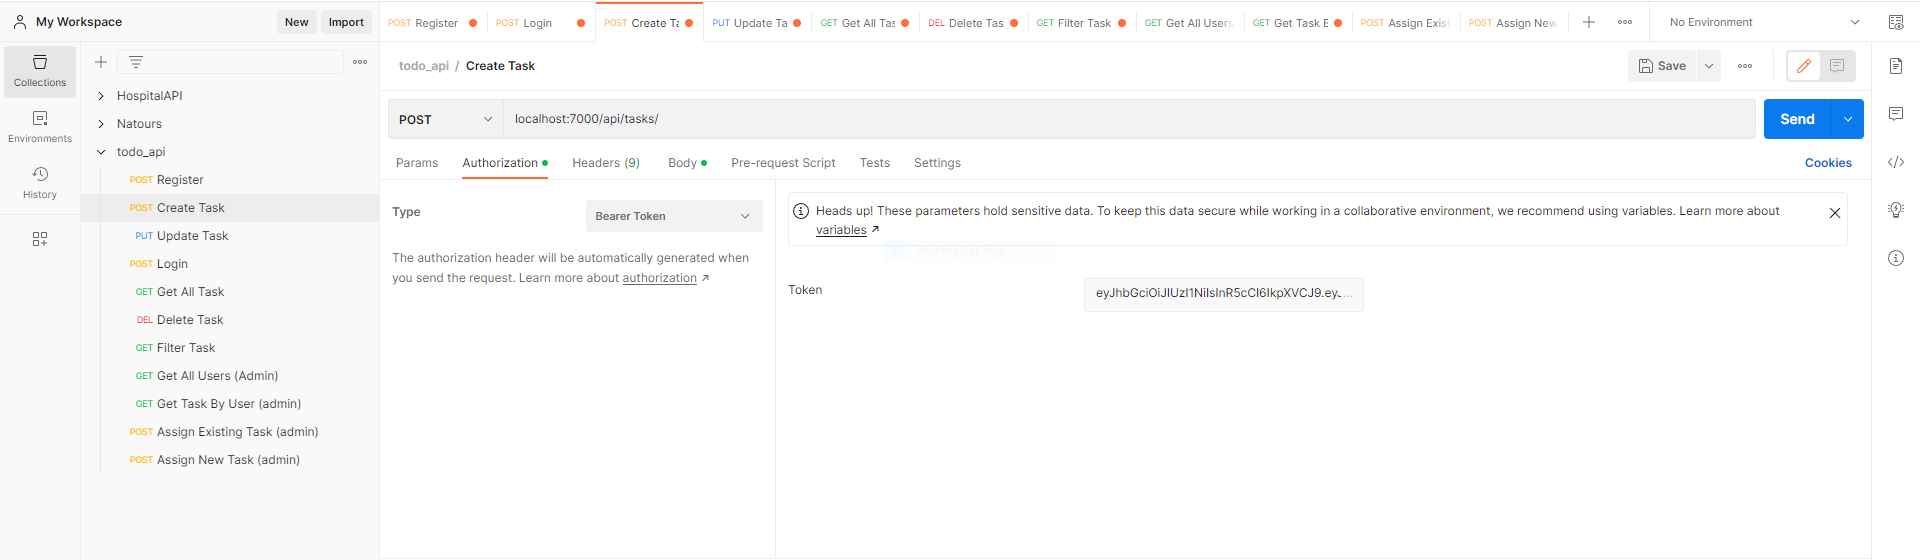 My Workspace
New
Import
POST Register
POST Login
POST Create Ta
PUT Update Ta
GET Get All Tas
DEL Delete Tas
GET Filter Task
GET Get All Users
GET Get Task E
POST Assign Exist
POST Assign New
No Environment
Collections
Environments
History
HospitalAPI
Natours
todo_api
POST Register
POST Create Task
PUT Update Task
POST Login
GET Get All Task
DEL Delete Task
GET Filter Task
GET Get All Users (Admin)
GET Get Task By User (admin)
POST Assign Existing Task (admin)
POST Assign New Task (admin)
todo_api / Create Task
Save
POST
localhost:7000/api/tasks/
Send
Params
Authorization
Headers (9)
Body
Pre-request Script
Tests
Settings
Cookies
Type
Bearer Token
The authorization header will be automatically generated when
you send the request. Learn more about authorization ↗
Heads up! These parameters hold sensitive data. To keep this data secure while working in a collaborative environment, we recommend using variables. Learn more about
variables ↗
Rectangular Snip
Token
eyJhbGciOiJIUzI1NiIsInR5cCI6IkpXVCJ9.eyJ...